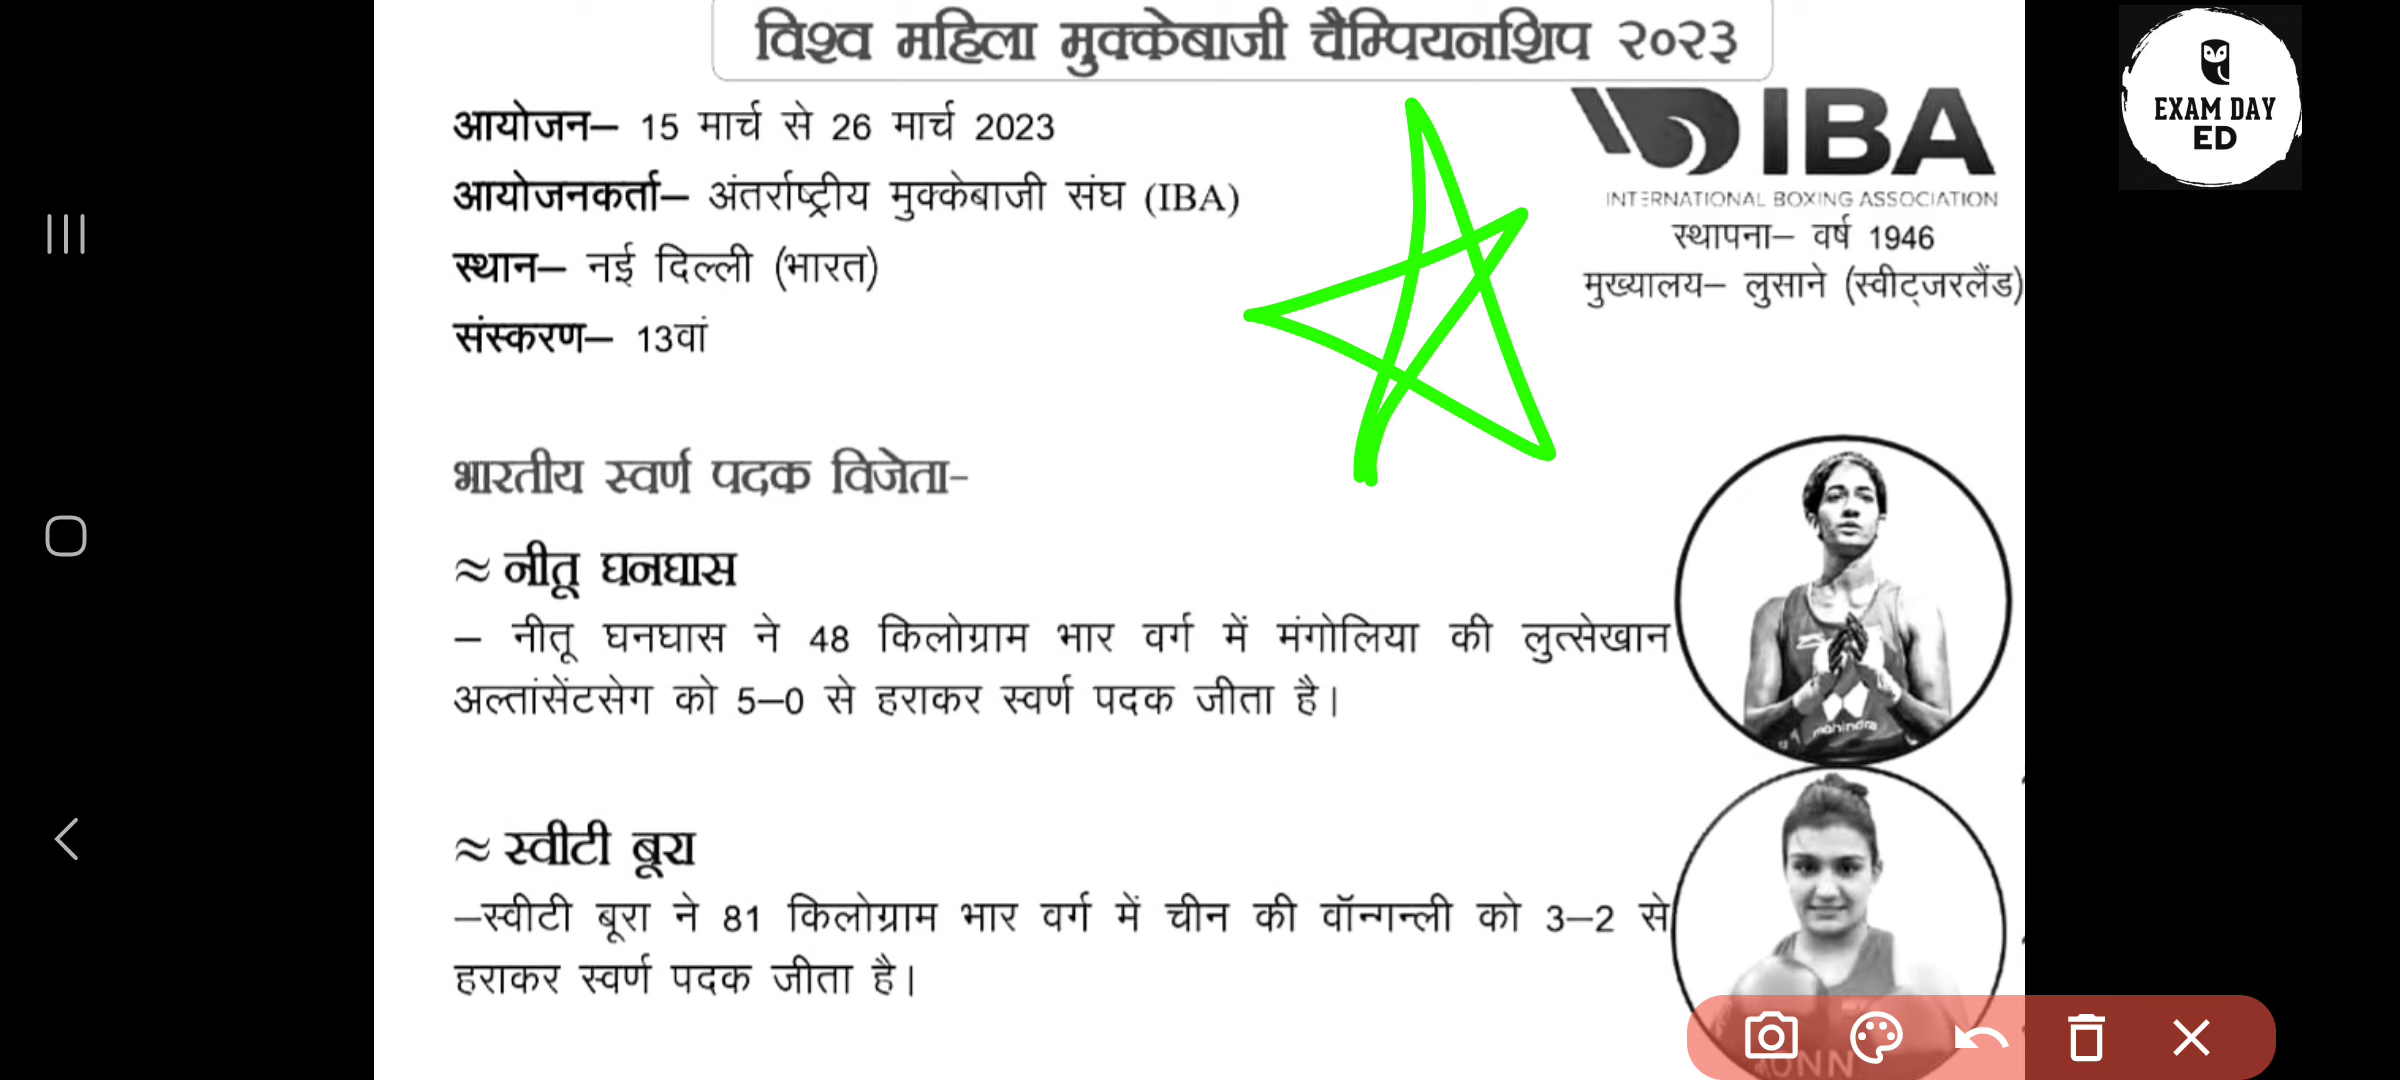 विश्व महिला मुक्केबाजी चैम्पियनशिप २०२३
आयोजन– 15 मार्च से 26 मार्च 2023
आयोजनकर्ता– अंतर्राष्ट्रीय मुक्केबाजी संघ (IBA)
स्थान– नई दिल्ली (भारत)
संस्करण– 13वां
IBA
INTERNATIONAL BOXING ASSOCIATION
स्थापना– वर्ष 1946
मुख्यालय– लुसाने (स्वीट्जरलैंड)
EXAM DAY
ED
भारतीय स्वर्ण पदक विजेता-
≈ नीतू घनघास
– नीतू घनघास ने 48 किलोग्राम भार वर्ग में मंगोलिया की लुत्सेखान
अल्तांसेंटसेग को 5–0 से हराकर स्वर्ण पदक जीता है।
mahindra
≈ स्वीटी बूरा
–स्वीटी बूरा ने 81 किलोग्राम भार वर्ग में चीन की वॉन्गन्ली को 3–2 से
हराकर स्वर्ण पदक जीता है।